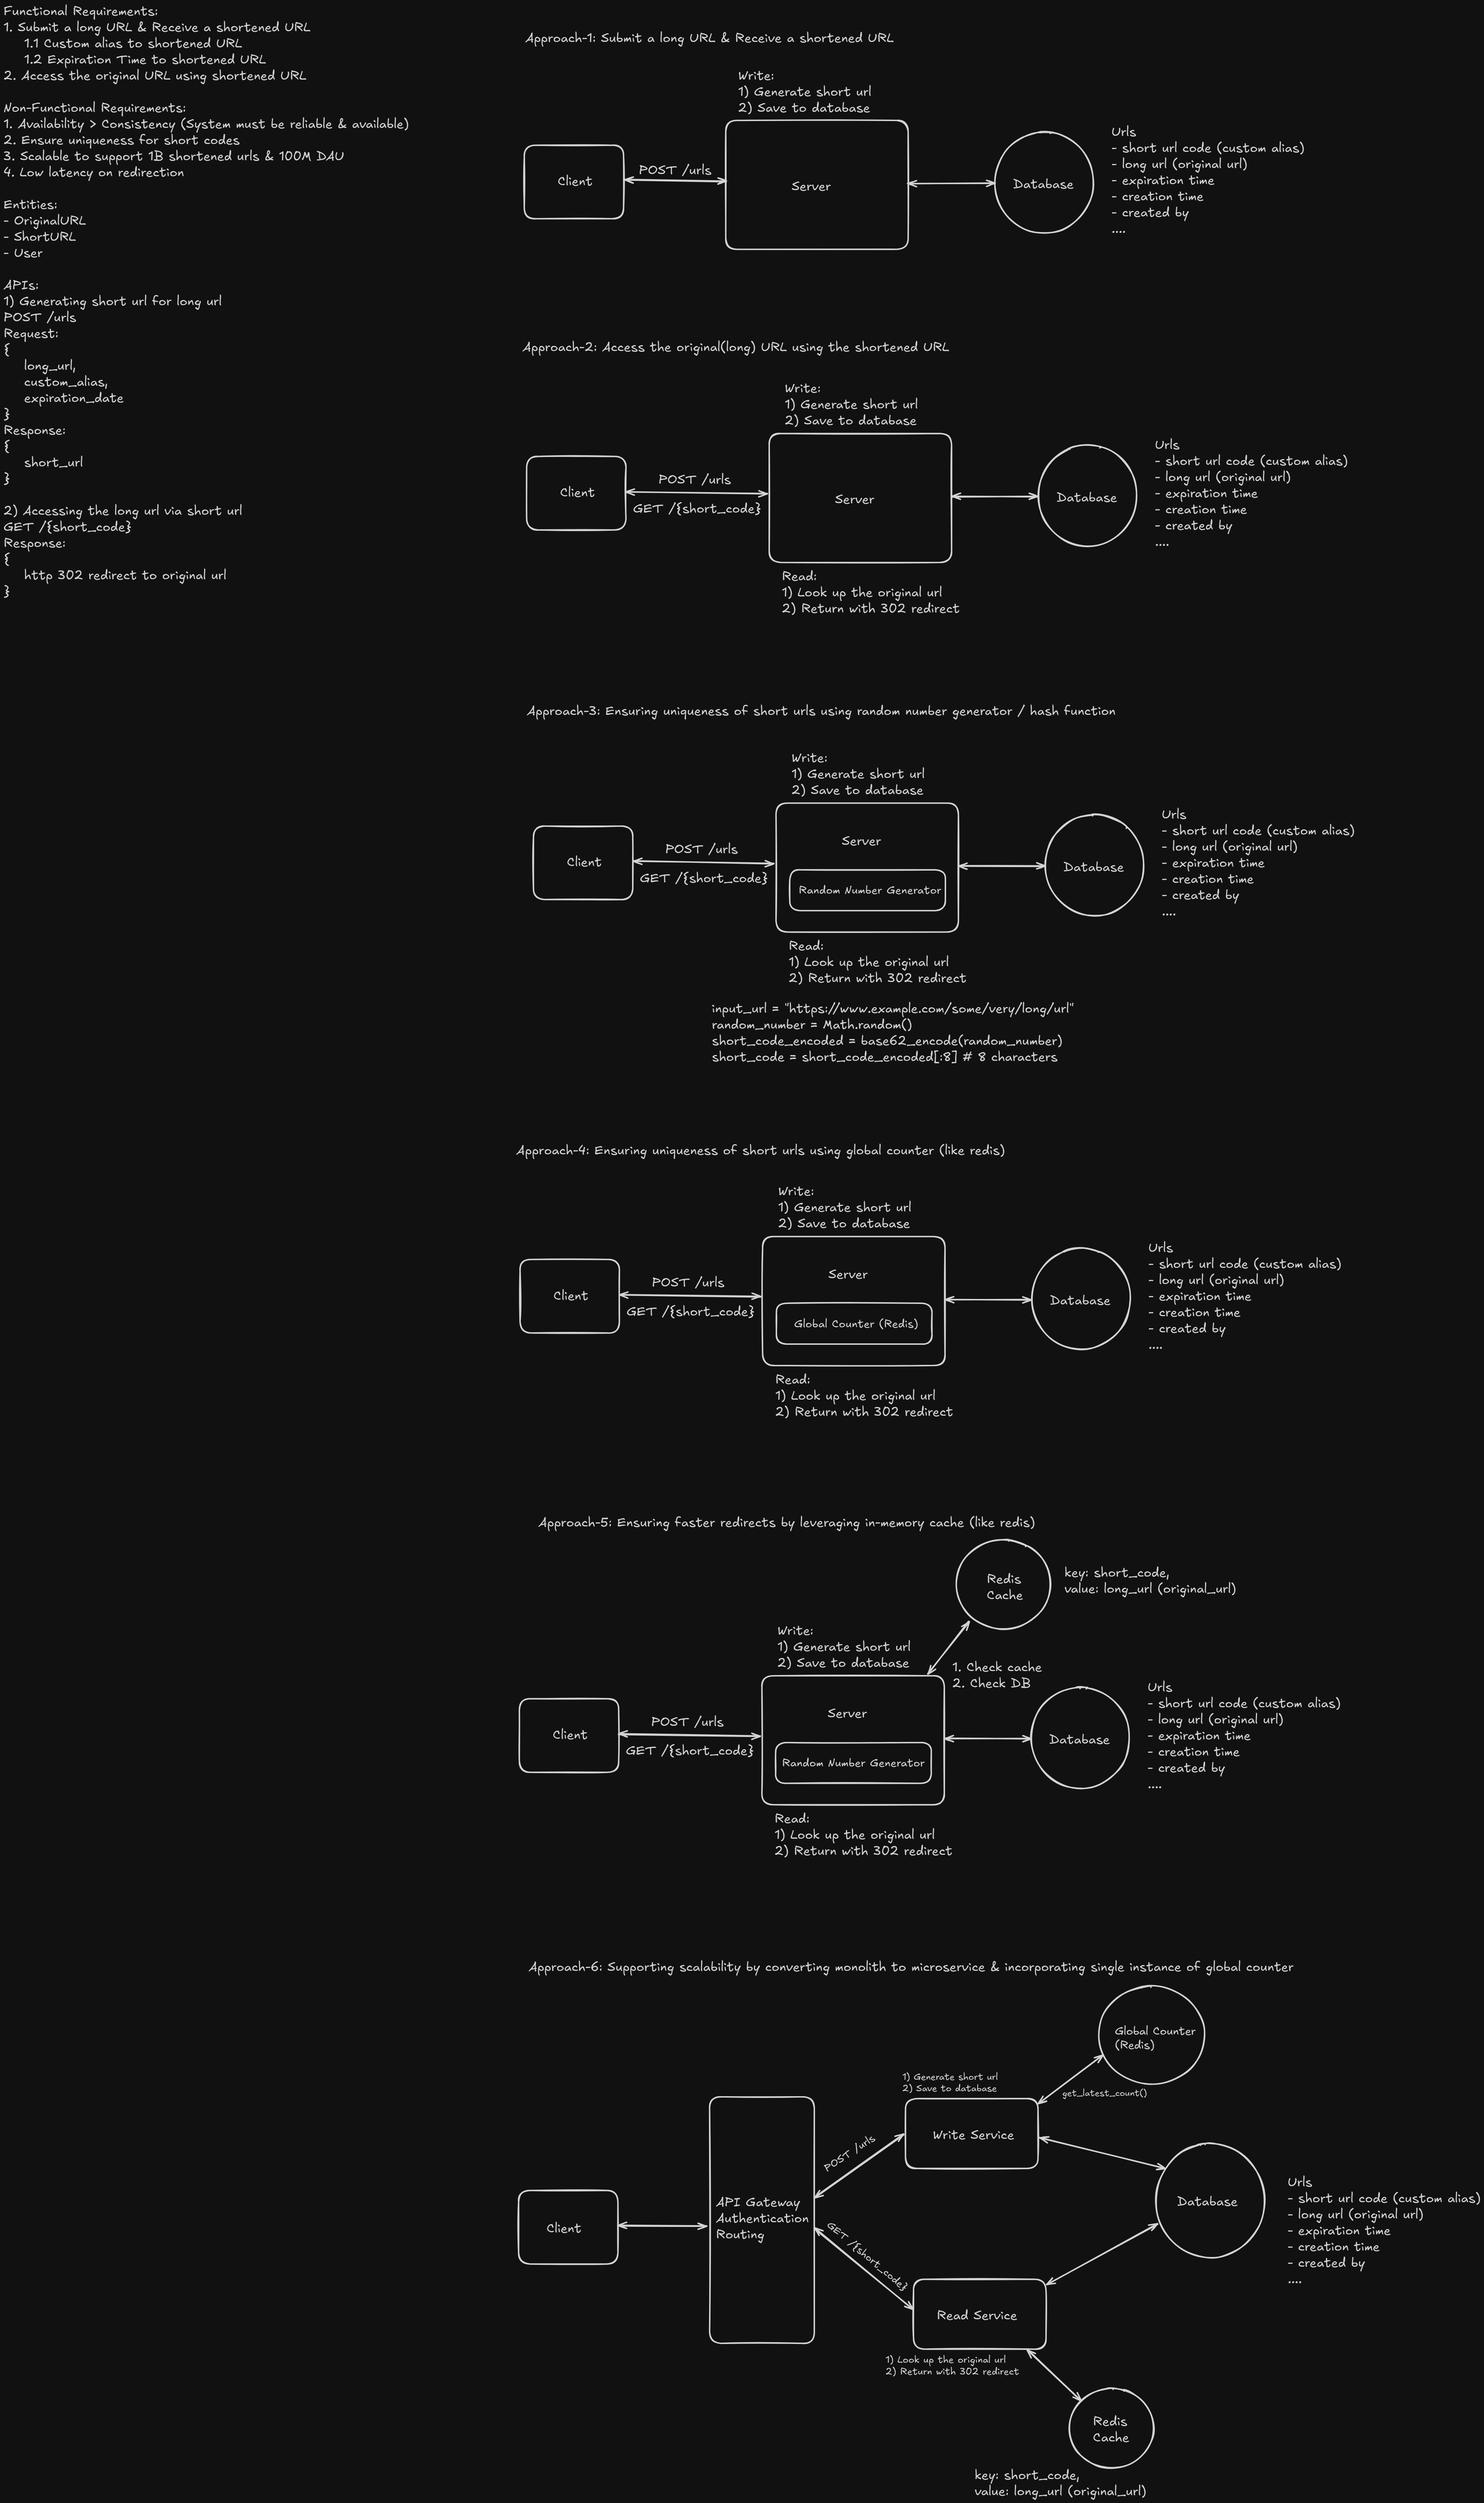 Functional Requirements:
1. Submit a long URL & Receive a shortened URL
1.1 Custom alias to shortened URL
1.2 Expiration Time to shortened URL
2. Access the original URL using shortened URL
Non-Functional Requirements:
1. Availability > Consistency (System must be reliable & available)
2. Ensure uniqueness for short codes
3. Scalable to support 1B shortened urls & 100M DAU
4. Low latency on redirection
Entities:
- OriginalURL
- ShortURL
- User
APIs:
1) Generating short url for long url
POST /urls
Request:
{
long_url,
custom_alias,
expiration_date
}
Response:
{
short_url
}
2) Accessing the long url via short url
GET /{short_code}
Response:
{
http 302 redirect to original url
}
Approach-1: Submit a long URL & Receive a shortened URL
Write:
1) Generate short url
2) Save to database
Client
POST /urls
Server
Database
Urls
- short url code (custom alias)
- long url (original url)
- expiration time
- creation time
- created by
....
Approach-2: Access the original(long) URL using the shortened URL
Write:
1) Generate short url
2) Save to database
Client
POST /urls
GET /{short_code}
Server
Database
Urls
- short url code (custom alias)
- long url (original url)
- expiration time
- creation time
- created by
....
Read:
1) Look up the original url
2) Return with 302 redirect
Approach-3: Ensuring uniqueness of short urls using random number generator / hash function
Write:
1) Generate short url
2) Save to database
Client
POST /urls
GET /{short_code}
Server
Random Number Generator
Database
Urls
- short url code (custom alias)
- long url (original url)
- expiration time
- creation time
- created by
....
Read:
1) Look up the original url
2) Return with 302 redirect
input_url = "https://www.example.com/some/very/long/url"
random_number = Math.random()
short_code_encoded = base62_encode(random_number)
short_code = short_code_encoded[:8] # 8 characters
Approach-4: Ensuring uniqueness of short urls using global counter (like redis)
Write:
1) Generate short url
2) Save to database
Client
POST /urls
GET /{short_code}
Server
Global Counter (Redis)
Database
Urls
- short url code (custom alias)
- long url (original url)
- expiration time
- creation time
- created by
....
Read:
1) Look up the original url
2) Return with 302 redirect
Approach-5: Ensuring faster redirects by leveraging in-memory cache (like redis)
Redis
Cache
key: short_code,
value: long_url (original_url)
Write:
1) Generate short url
2) Save to database
1. Check cache
2. Check DB
Client
POST /urls
GET /{short_code}
Server
Random Number Generator
Database
Urls
- short url code (custom alias)
- long url (original url)
- expiration time
- creation time
- created by
....
Read:
1) Look up the original url
2) Return with 302 redirect
Approach-6: Supporting scalability by converting monolith to microservice & incorporating single instance of global counter
Global Counter
(Redis)
get_latest_count()
1) Generate short url
2) Save to database
Write Service
POST /urls
Client
API Gateway
Authentication
Routing
GET /{short_code}
Database
Urls
- short url code (custom alias)
- long url (original url)
- expiration time
- creation time
- created by
....
Read Service
1) Look up the original url
2) Return with 302 redirect
Redis
Cache
key: short_code,
value: long_url (original_url)